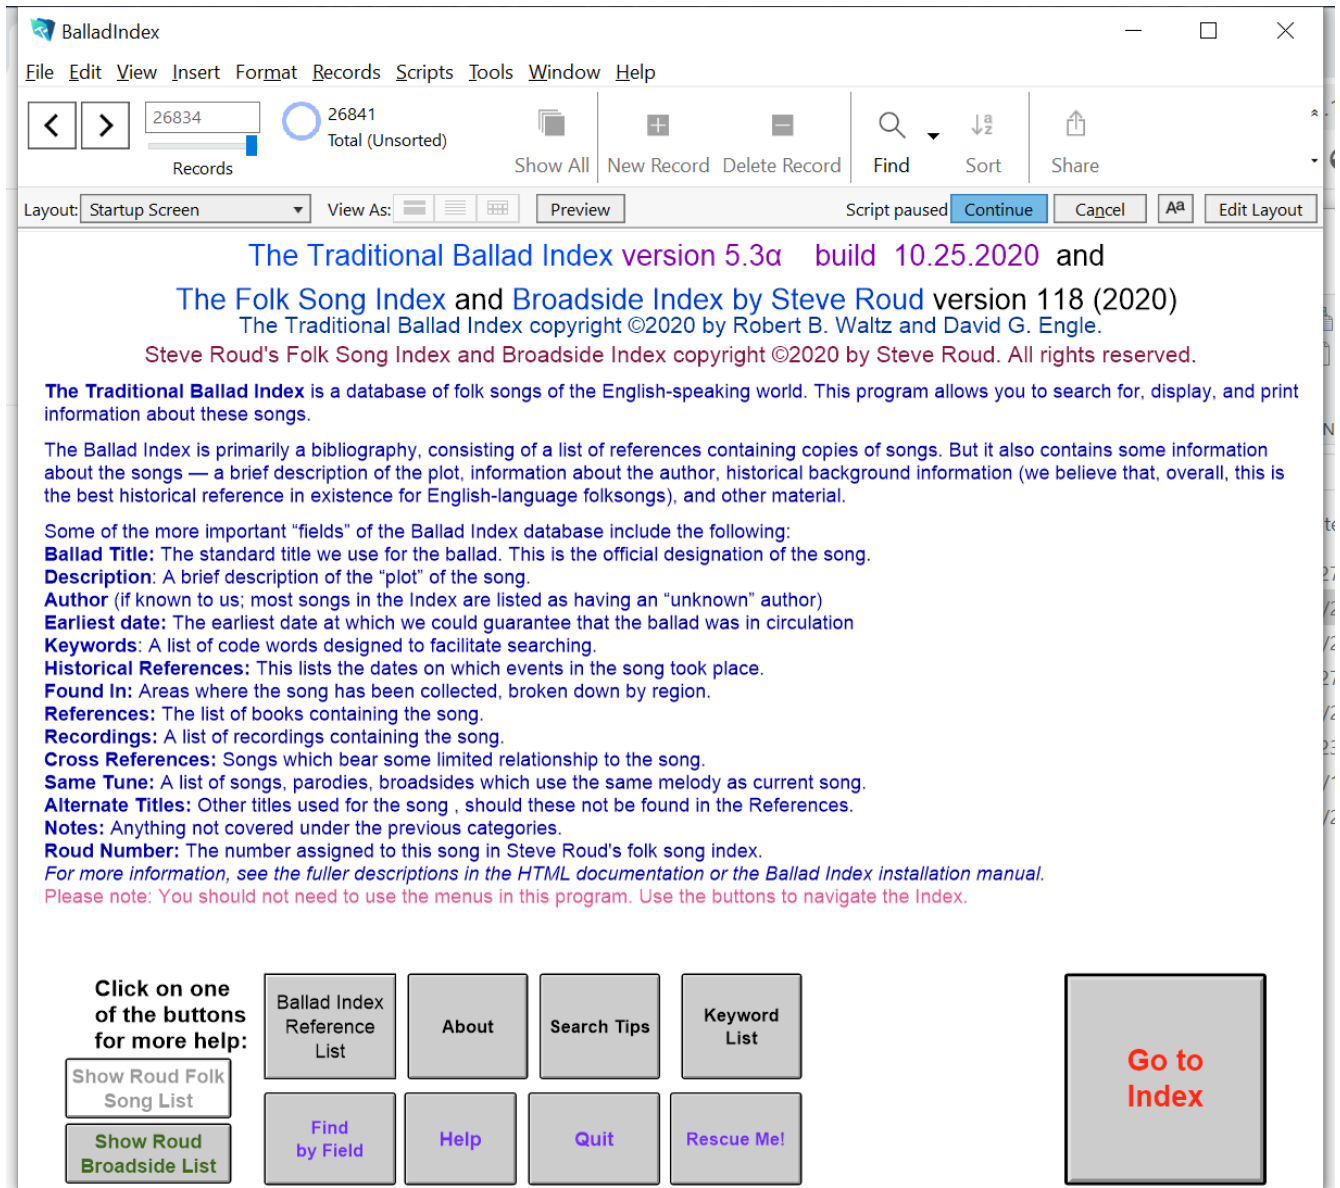 BalladIndex
File Edit View Insert Format Records Scripts Tools Window Help
26834
26841
Total (Unsorted)
Records
Show All New Record Delete Record Find Sort Share
Layout: Startup Screen View As: Preview Script paused Continue Cancel Aa Edit Layout
The Traditional Ballad Index version 5.3α build 10.25.2020 and
The Folk Song Index and Broadside Index by Steve Roud version 118 (2020)
The Traditional Ballad Index copyright ©2020 by Robert B. Waltz and David G. Engle.
Steve Roud's Folk Song Index and Broadside Index copyright ©2020 by Steve Roud. All rights reserved.
The Traditional Ballad Index is a database of folk songs of the English-speaking world. This program allows you to search for, display, and print
information about these songs.
The Ballad Index is primarily a bibliography, consisting of a list of references containing copies of songs. But it also contains some information
about the songs — a brief description of the plot, information about the author, historical background information (we believe that, overall, this is
the best historical reference in existence for English-language folksongs), and other material.
Some of the more important “fields” of the Ballad Index database include the following:
Ballad Title: The standard title we use for the ballad. This is the official designation of the song.
Description: A brief description of the “plot” of the song.
Author (if known to us; most songs in the Index are listed as having an “unknown” author)
Earliest date: The earliest date at which we could guarantee that the ballad was in circulation
Keywords: A list of code words designed to facilitate searching.
Historical References: This lists the dates on which events in the song took place.
Found In: Areas where the song has been collected, broken down by region.
References: The list of books containing the song.
Recordings: A list of recordings containing the song.
Cross References: Songs which bear some limited relationship to the song.
Same Tune: A list of songs, parodies, broadsides which use the same melody as current song.
Alternate Titles: Other titles used for the song , should these not be found in the References.
Notes: Anything not covered under the previous categories.
Roud Number: The number assigned to this song in Steve Roud's folk song index.
For more information, see the fuller descriptions in the HTML documentation or the Ballad Index installation manual.
Please note: You should not need to use the menus in this program. Use the buttons to navigate the Index.
Click on one
of the buttons
for more help:
Ballad Index
Reference
List
About
Search Tips
Keyword
List
Show Roud Folk
Song List
Show Roud
Broadside List
Find
by Field
Help
Quit
Rescue Me!
Go to
Index